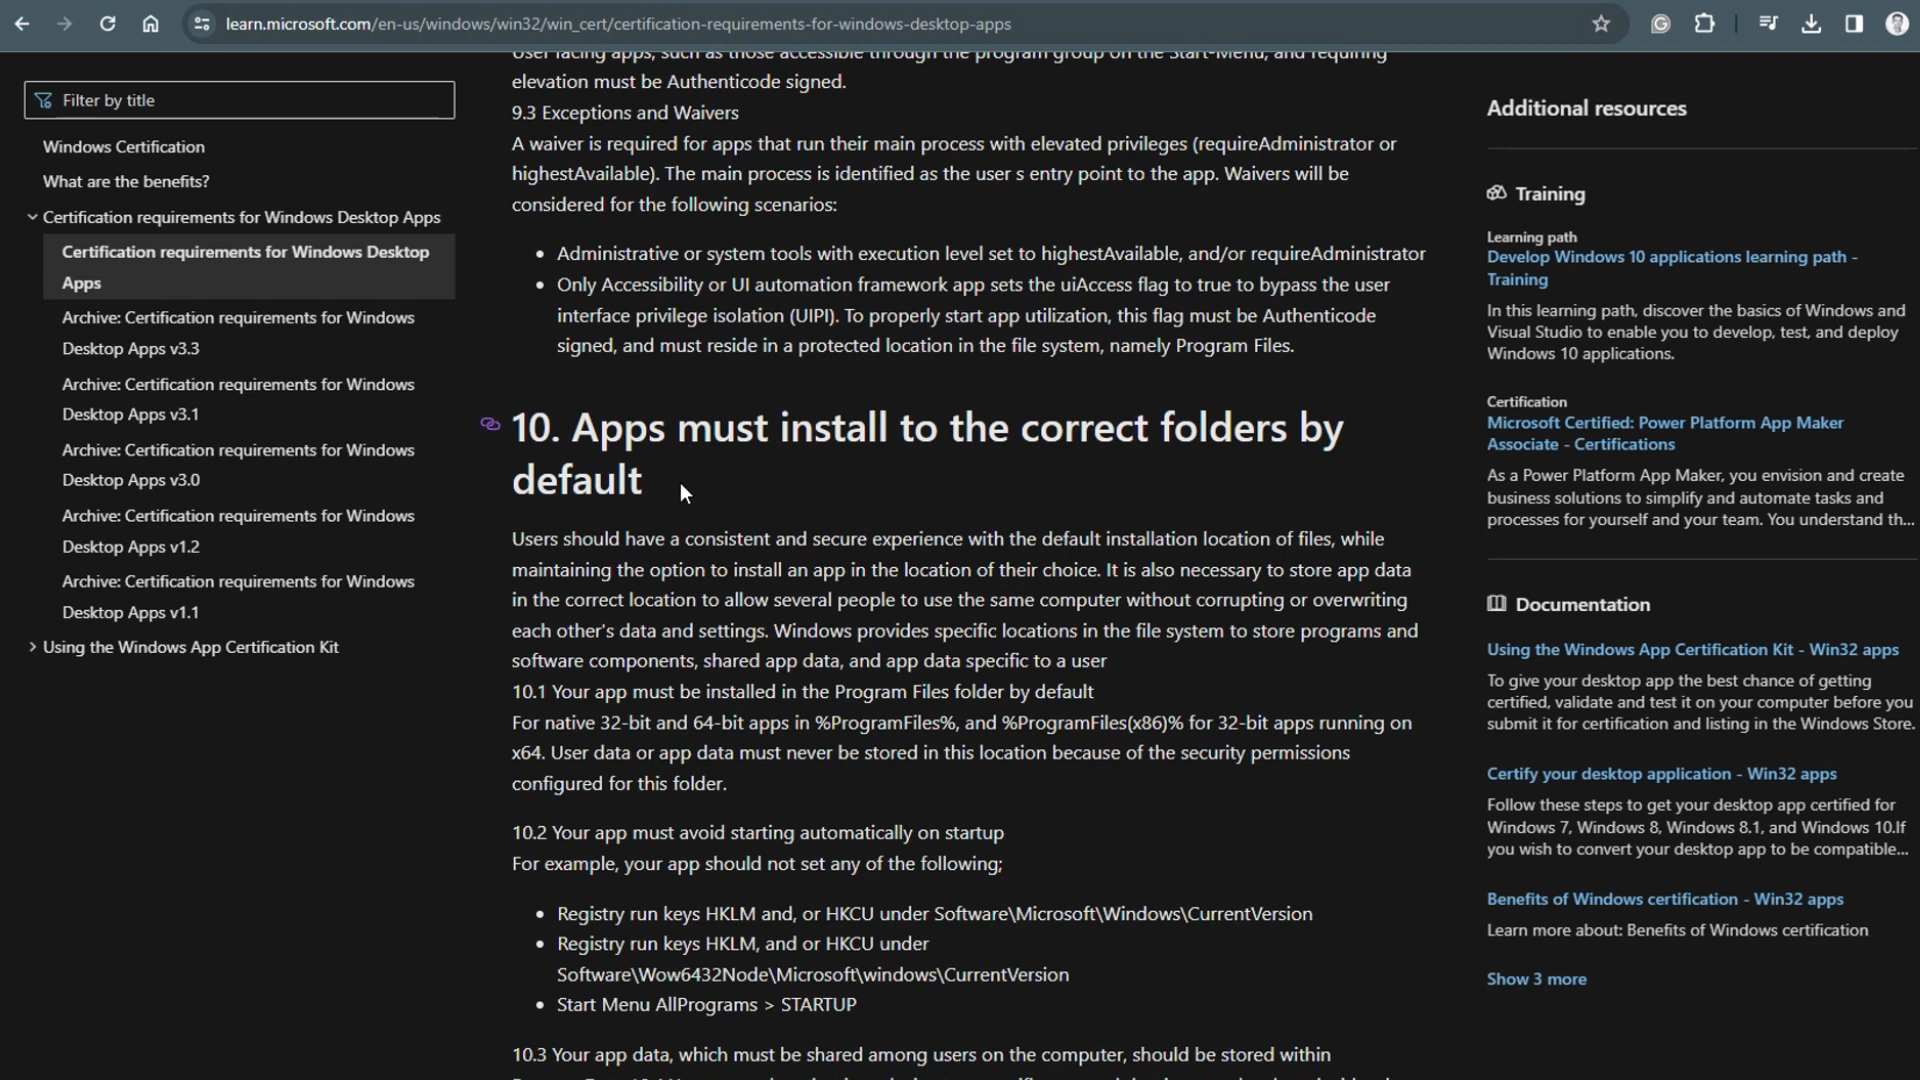 learn.microsoft.com/en-us/windows/win32/win_cert/certification-requirements-for-windows-desktop-apps
Filter by title
Windows Certification
What are the benefits?
Certification requirements for Windows Desktop Apps
Certification requirements for Windows Desktop
Apps
Archive: Certification requirements for Windows
Desktop Apps v3.3
Archive: Certification requirements for Windows
Desktop Apps v3.1
Archive: Certification requirements for Windows
Desktop Apps v3.0
Archive: Certification requirements for Windows
Desktop Apps v1.2
Archive: Certification requirements for Windows
Desktop Apps v1.1
Using the Windows App Certification Kit
User facing apps, such as those accessible through the program group on the Start-Menu, and requiring
elevation must be Authenticode signed.
9.3 Exceptions and Waivers
A waiver is required for apps that run their main process with elevated privileges (requireAdministrator or
highestAvailable). The main process is identified as the user s entry point to the app. Waivers will be
considered for the following scenarios:
• Administrative or system tools with execution level set to highestAvailable, and/or requireAdministrator
• Only Accessibility or UI automation framework app sets the uiAccess flag to true to bypass the user
interface privilege isolation (UIPI). To properly start app utilization, this flag must be Authenticode
signed, and must reside in a protected location in the file system, namely Program Files.
10. Apps must install to the correct folders by
default
Users should have a consistent and secure experience with the default installation location of files, while
maintaining the option to install an app in the location of their choice. It is also necessary to store app data
in the correct location to allow several people to use the same computer without corrupting or overwriting
each other's data and settings. Windows provides specific locations in the file system to store programs and
software components, shared app data, and app data specific to a user
10.1 Your app must be installed in the Program Files folder by default
For native 32-bit and 64-bit apps in %ProgramFiles%, and %ProgramFiles(x86)% for 32-bit apps running on
x64. User data or app data must never be stored in this location because of the security permissions
configured for this folder.
10.2 Your app must avoid starting automatically on startup
For example, your app should not set any of the following;
• Registry run keys HKLM and, or HKCU under Software\Microsoft\Windows\CurrentVersion
• Registry run keys HKLM, and or HKCU under
Software\Wow6432Node\Microsoft\windows\CurrentVersion
• Start Menu AllPrograms > STARTUP
10.3 Your app data, which must be shared among users on the computer, should be stored within
Additional resources
Training
Learning path
Develop Windows 10 applications learning path -
Training
In this learning path, discover the basics of Windows and
Visual Studio to enable you to develop, test, and deploy
Windows 10 applications.
Certification
Microsoft Certified: Power Platform App Maker
Associate - Certifications
As a Power Platform App Maker, you envision and create
business solutions to simplify and automate tasks and
processes for yourself and your team. You understand th...
Documentation
Using the Windows App Certification Kit - Win32 apps
To give your desktop app the best chance of getting
certified, validate and test it on your computer before you
submit it for certification and listing in the Windows Store.
Certify your desktop application - Win32 apps
Follow these steps to get your desktop app certified for
Windows 7, Windows 8, Windows 8.1, and Windows 10.If
you wish to convert your desktop app to be compatible...
Benefits of Windows certification - Win32 apps
Learn more about: Benefits of Windows certification
Show 3 more